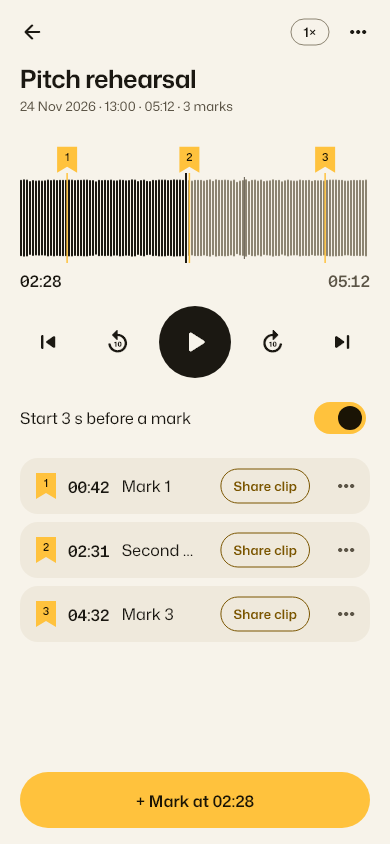 1×
Pitch rehearsal
24 Nov 2026 · 13:00 · 05:12 · 3 marks
1 2 3
02:28 05:12
10 10
Start 3 s before a mark
1 00:42 Mark 1 Share clip
2 02:31 Second ... Share clip
3 04:32 Mark 3 Share clip
+ Mark at 02:28